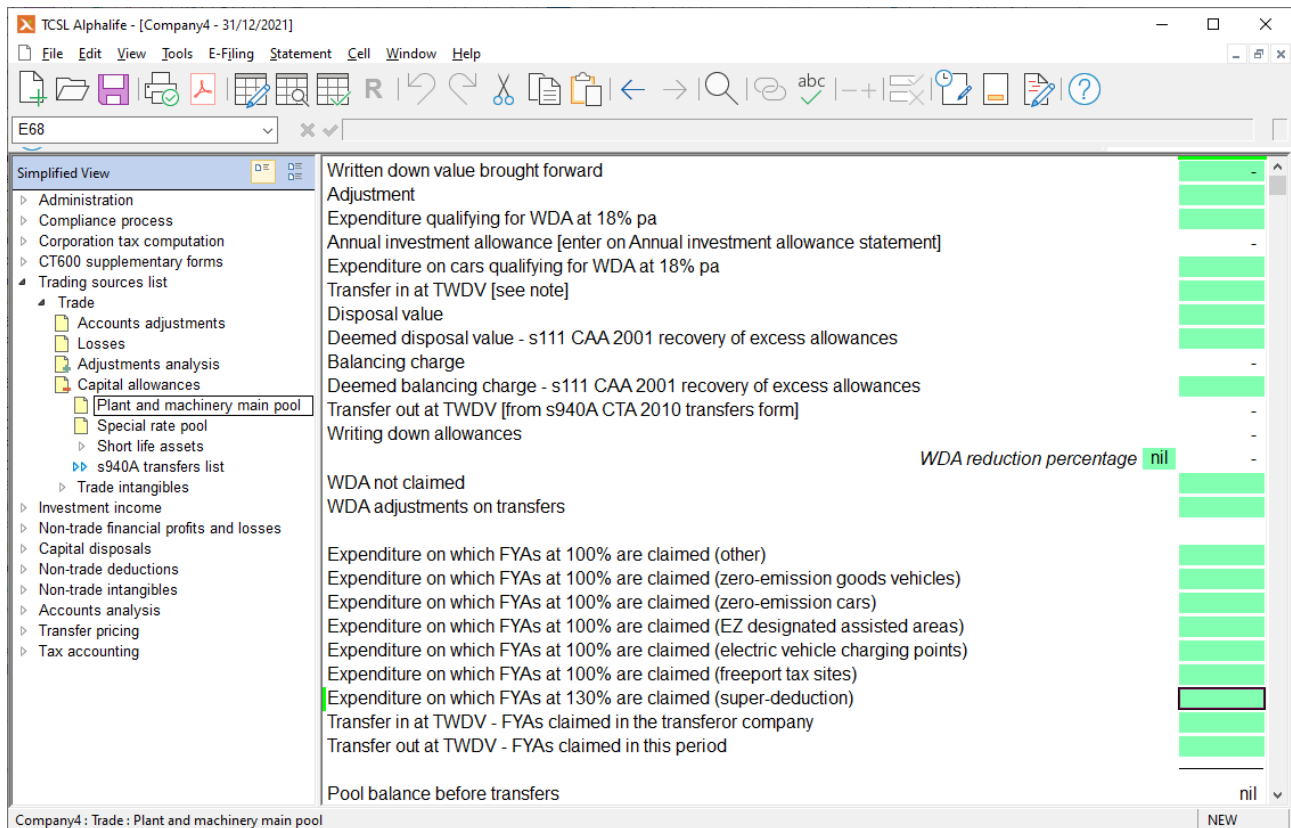 TCSL Alphalife - [Company4 - 31/12/2021]
File Edit View Tools E-Filing Statement Cell Window Help
R abc
E68
Simplified View
Administration
Compliance process
Corporation tax computation
CT600 supplementary forms
Trading sources list
Trade
Accounts adjustments
Losses
Adjustments analysis
Capital allowances
Plant and machinery main pool
Special rate pool
Short life assets
s940A transfers list
Trade intangibles
Investment income
Non-trade financial profits and losses
Capital disposals
Non-trade deductions
Non-trade intangibles
Accounts analysis
Transfer pricing
Tax accounting
Written down value brought forward -
Adjustment
Expenditure qualifying for WDA at 18% pa
Annual investment allowance [enter on Annual investment allowance statement] -
Expenditure on cars qualifying for WDA at 18% pa
Transfer in at TWDV [see note]
Disposal value
Deemed disposal value - s111 CAA 2001 recovery of excess allowances
Balancing charge -
Deemed balancing charge - s111 CAA 2001 recovery of excess allowances
Transfer out at TWDV [from s940A CTA 2010 transfers form] -
Writing down allowances -
WDA reduction percentage nil -
WDA not claimed
WDA adjustments on transfers
Expenditure on which FYAs at 100% are claimed (other)
Expenditure on which FYAs at 100% are claimed (zero-emission goods vehicles)
Expenditure on which FYAs at 100% are claimed (zero-emission cars)
Expenditure on which FYAs at 100% are claimed (EZ designated assisted areas)
Expenditure on which FYAs at 100% are claimed (electric vehicle charging points)
Expenditure on which FYAs at 100% are claimed (freeport tax sites)
Expenditure on which FYAs at 130% are claimed (super-deduction)
Transfer in at TWDV - FYAs claimed in the transferor company
Transfer out at TWDV - FYAs claimed in this period
Pool balance before transfers nil
Company4 : Trade : Plant and machinery main pool NEW